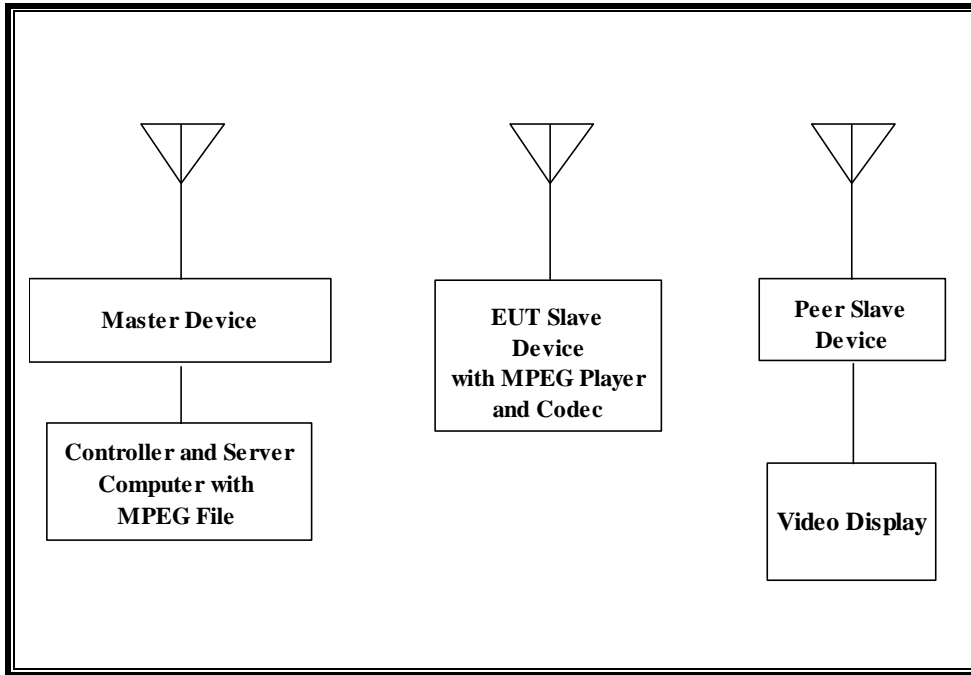 Master Device
Controller and Server
Computer with
MPEG File
EUT Slave
Device
with MPEG Player
and Codec
Peer Slave
Device
Video Display